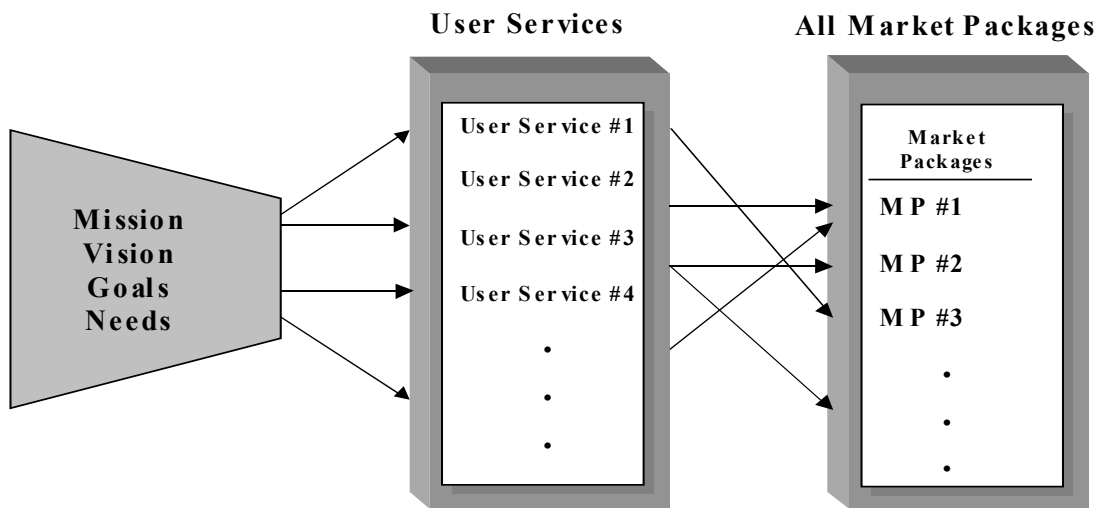 User Services
All Market Packages
Mission
Vision
Goals
Needs
User Service #1
User Service #2
User Service #3
User Service #4
Market
Packages
MP #1
MP #2
MP #3